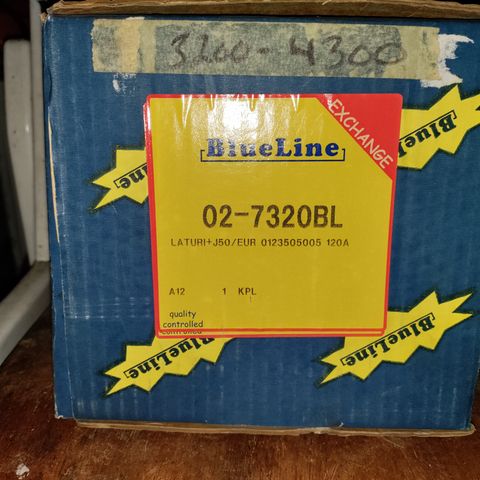 3200-4300
EXCHANGE
BlueLine
02-7320BL
LATURI+J50/EUR 0123505005 120A
A12 1 KPL
quality
controlled
controlled
BlueLine
BlueLine
BlueLine
BlueLine